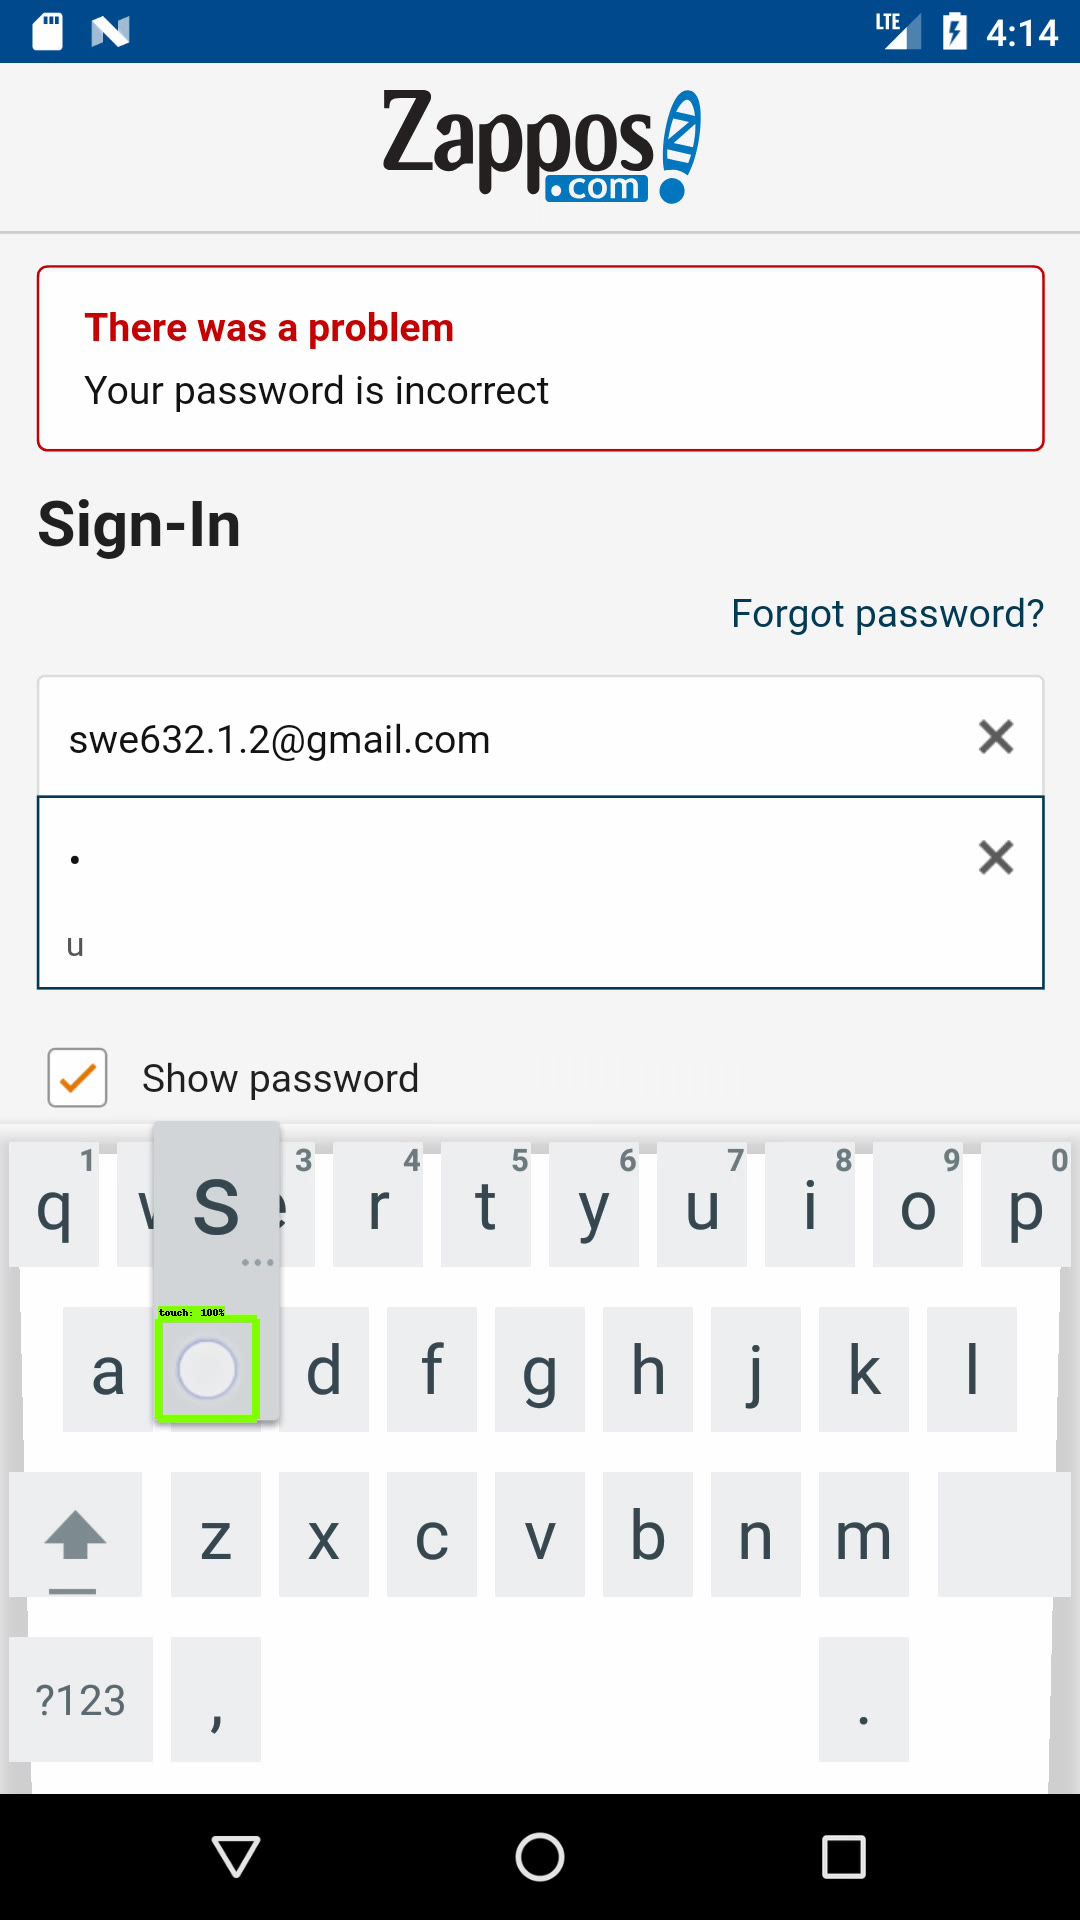 LTE 4:14
Zappos
.com
There was a problem
Your password is incorrect
Sign-In
Forgot password?
swe632.1.2@gmail.com
•
u
Show password
1 3 4 5 6 7 8 9 0
q w s e r t y u i o p
touch: 100%
a d f g h j k l
z x c v b n m
?123 , .